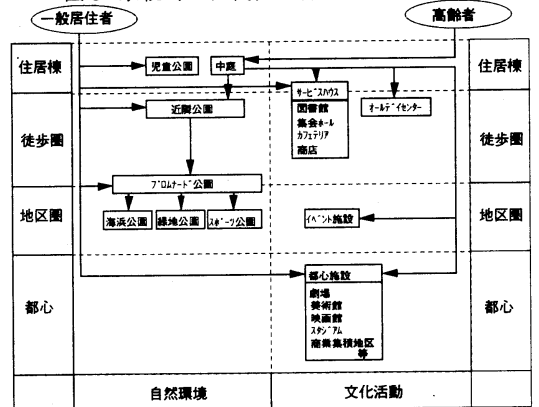 一般居住者
高齢者
住居棟
児童公園
中庭
住居棟
サービスハウス
図書館
集会ホール
カフェテリア
商店
オールデイセンター
近隣公園
徒歩圏
徒歩圏
プロムナード公園
地区圏
海浜公園
緑地公園
スポーツ公園
イベント施設
地区圏
都心施設
劇場
美術館
映画館
スタジアム
商業集積地区
等
都心
都心
自然環境
文化活動